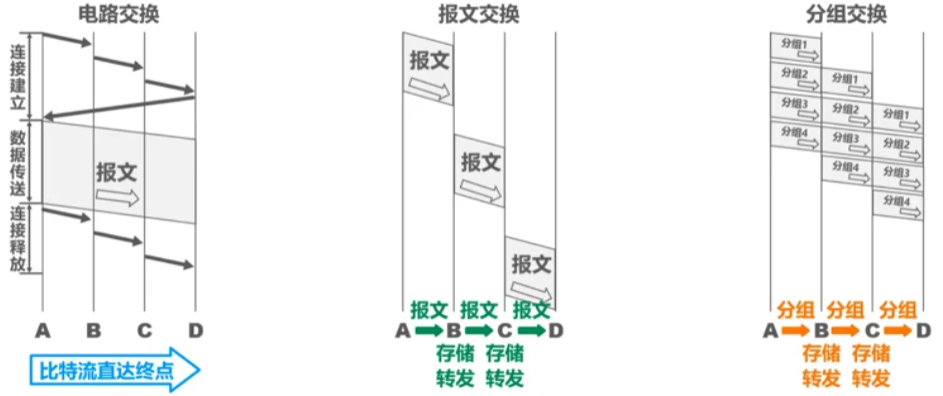 电路交换
连接建立
数据传送
报文
连接释放
A B C D
比特流直达终点
报文交换
报文
报文
报文
报文 报文 报文
A B C D
存储 存储
转发 转发
分组交换
分组1
分组2 分组1
分组3 分组2 分组1
分组4 分组3 分组2
分组4 分组3
分组4
分组 分组 分组
A B C D
存储 存储
转发 转发